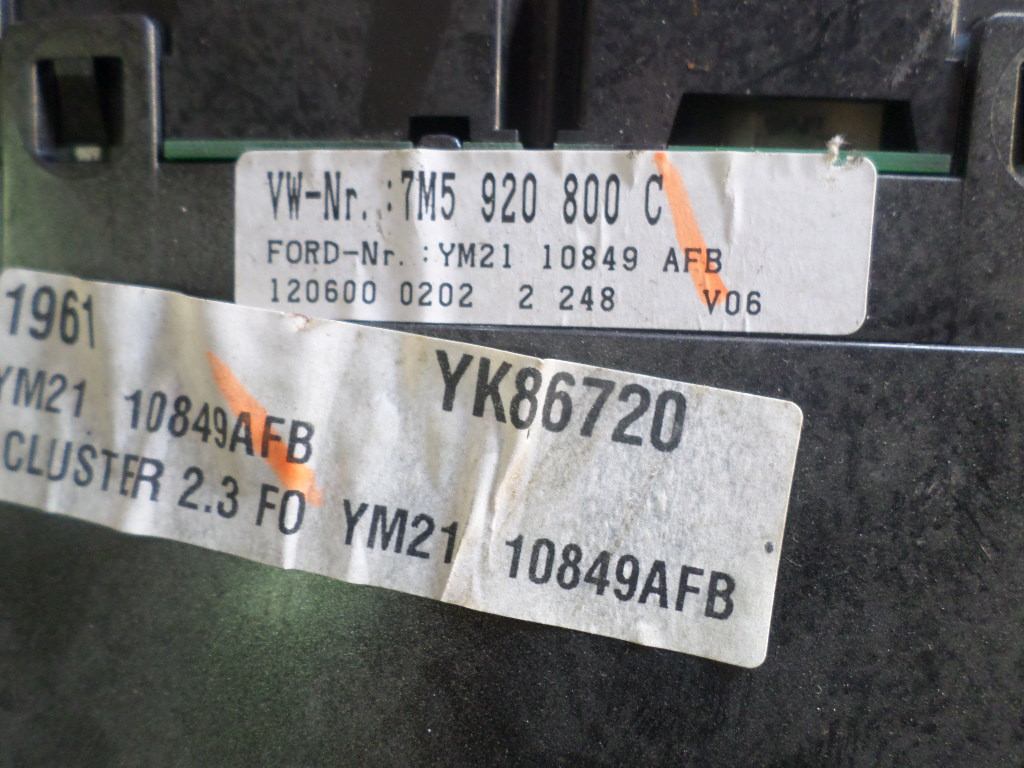 VW-Nr. :7M5 920 800 C
FORD-Nr. :YM21 10849 AFB
120600 0202 2 248 V06
1961
YK86720
YM21 10849AFB
CLUSTER 2.3 FO
YM21 10849AFB